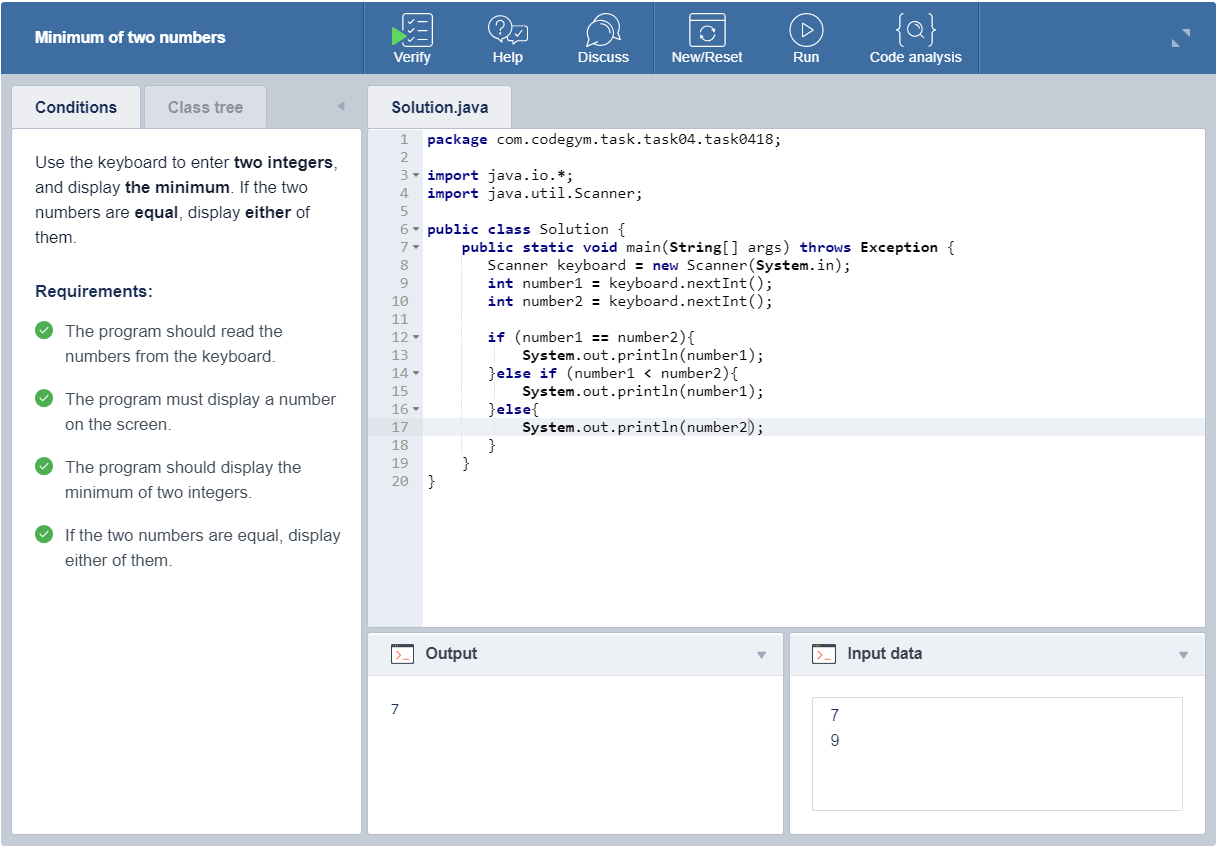 Minimum of two numbers
Verify
Help
Discuss
New/Reset
Run
Code analysis
Conditions
Class tree
Use the keyboard to enter two integers,
and display the minimum. If the two
numbers are equal, display either of
them.
Requirements:
The program should read the
numbers from the keyboard.
The program must display a number
on the screen.
The program should display the
minimum of two integers.
If the two numbers are equal, display
either of them.
Solution.java
1 package com.codegym.task.task04.task0418;
2
3 import java.io.*;
4 import java.util.Scanner;
5
6 public class Solution {
7     public static void main(String[] args) throws Exception {
8        Scanner keyboard = new Scanner(System.in);
9        int number1 = keyboard.nextInt();
10        int number2 = keyboard.nextInt();
11
12        if (number1 == number2){
13            System.out.println(number1);
14        }else if (number1 < number2){
15            System.out.println(number1);
16        }else{
17            System.out.println(number2);
18        }
19     }
20 }
Output
7
Input data
7
9